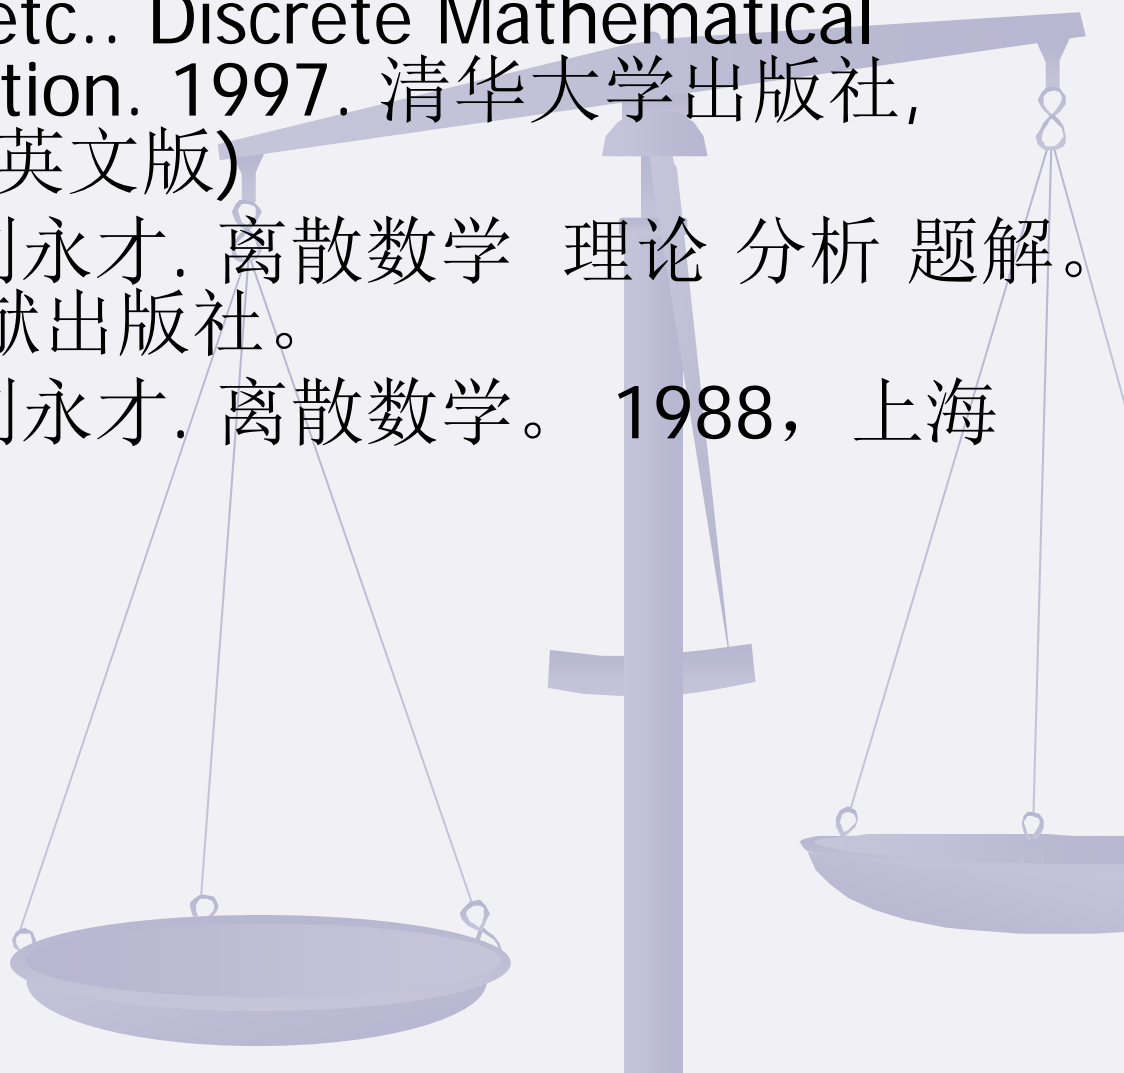 etc.. Discrete Mathematical
tion. 1997. 清华大学出版社,
英文版)
永才. 离散数学 理论 分析 题解。
献出版社。
永才. 离散数学。 1988，上海